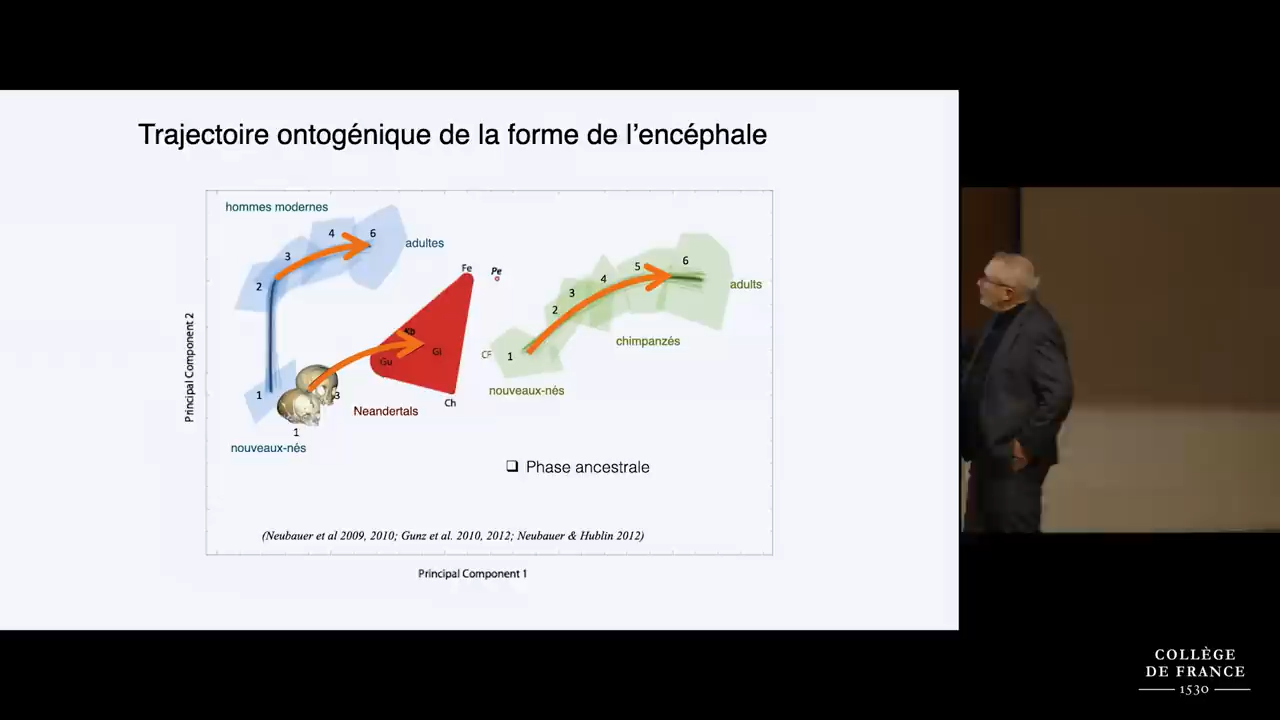 Trajectoire ontogénique de la forme de l'encéphale
hommes modernes
4
6
adultes
3
2
1
nouveaux-nés
1
3
Neandertals
Fe
Pe
Kb
Gu
GI
Ch
CF
1
2
3
4
5
6
adults
chimpanzés
nouveaux-nés
❑ Phase ancestrale
(Neubauer et al 2009, 2010; Gunz et al. 2010, 2012; Neubauer & Hublin 2012)
Principal Component 2
Principal Component 1
COLLÈGE
DE FRANCE
1530